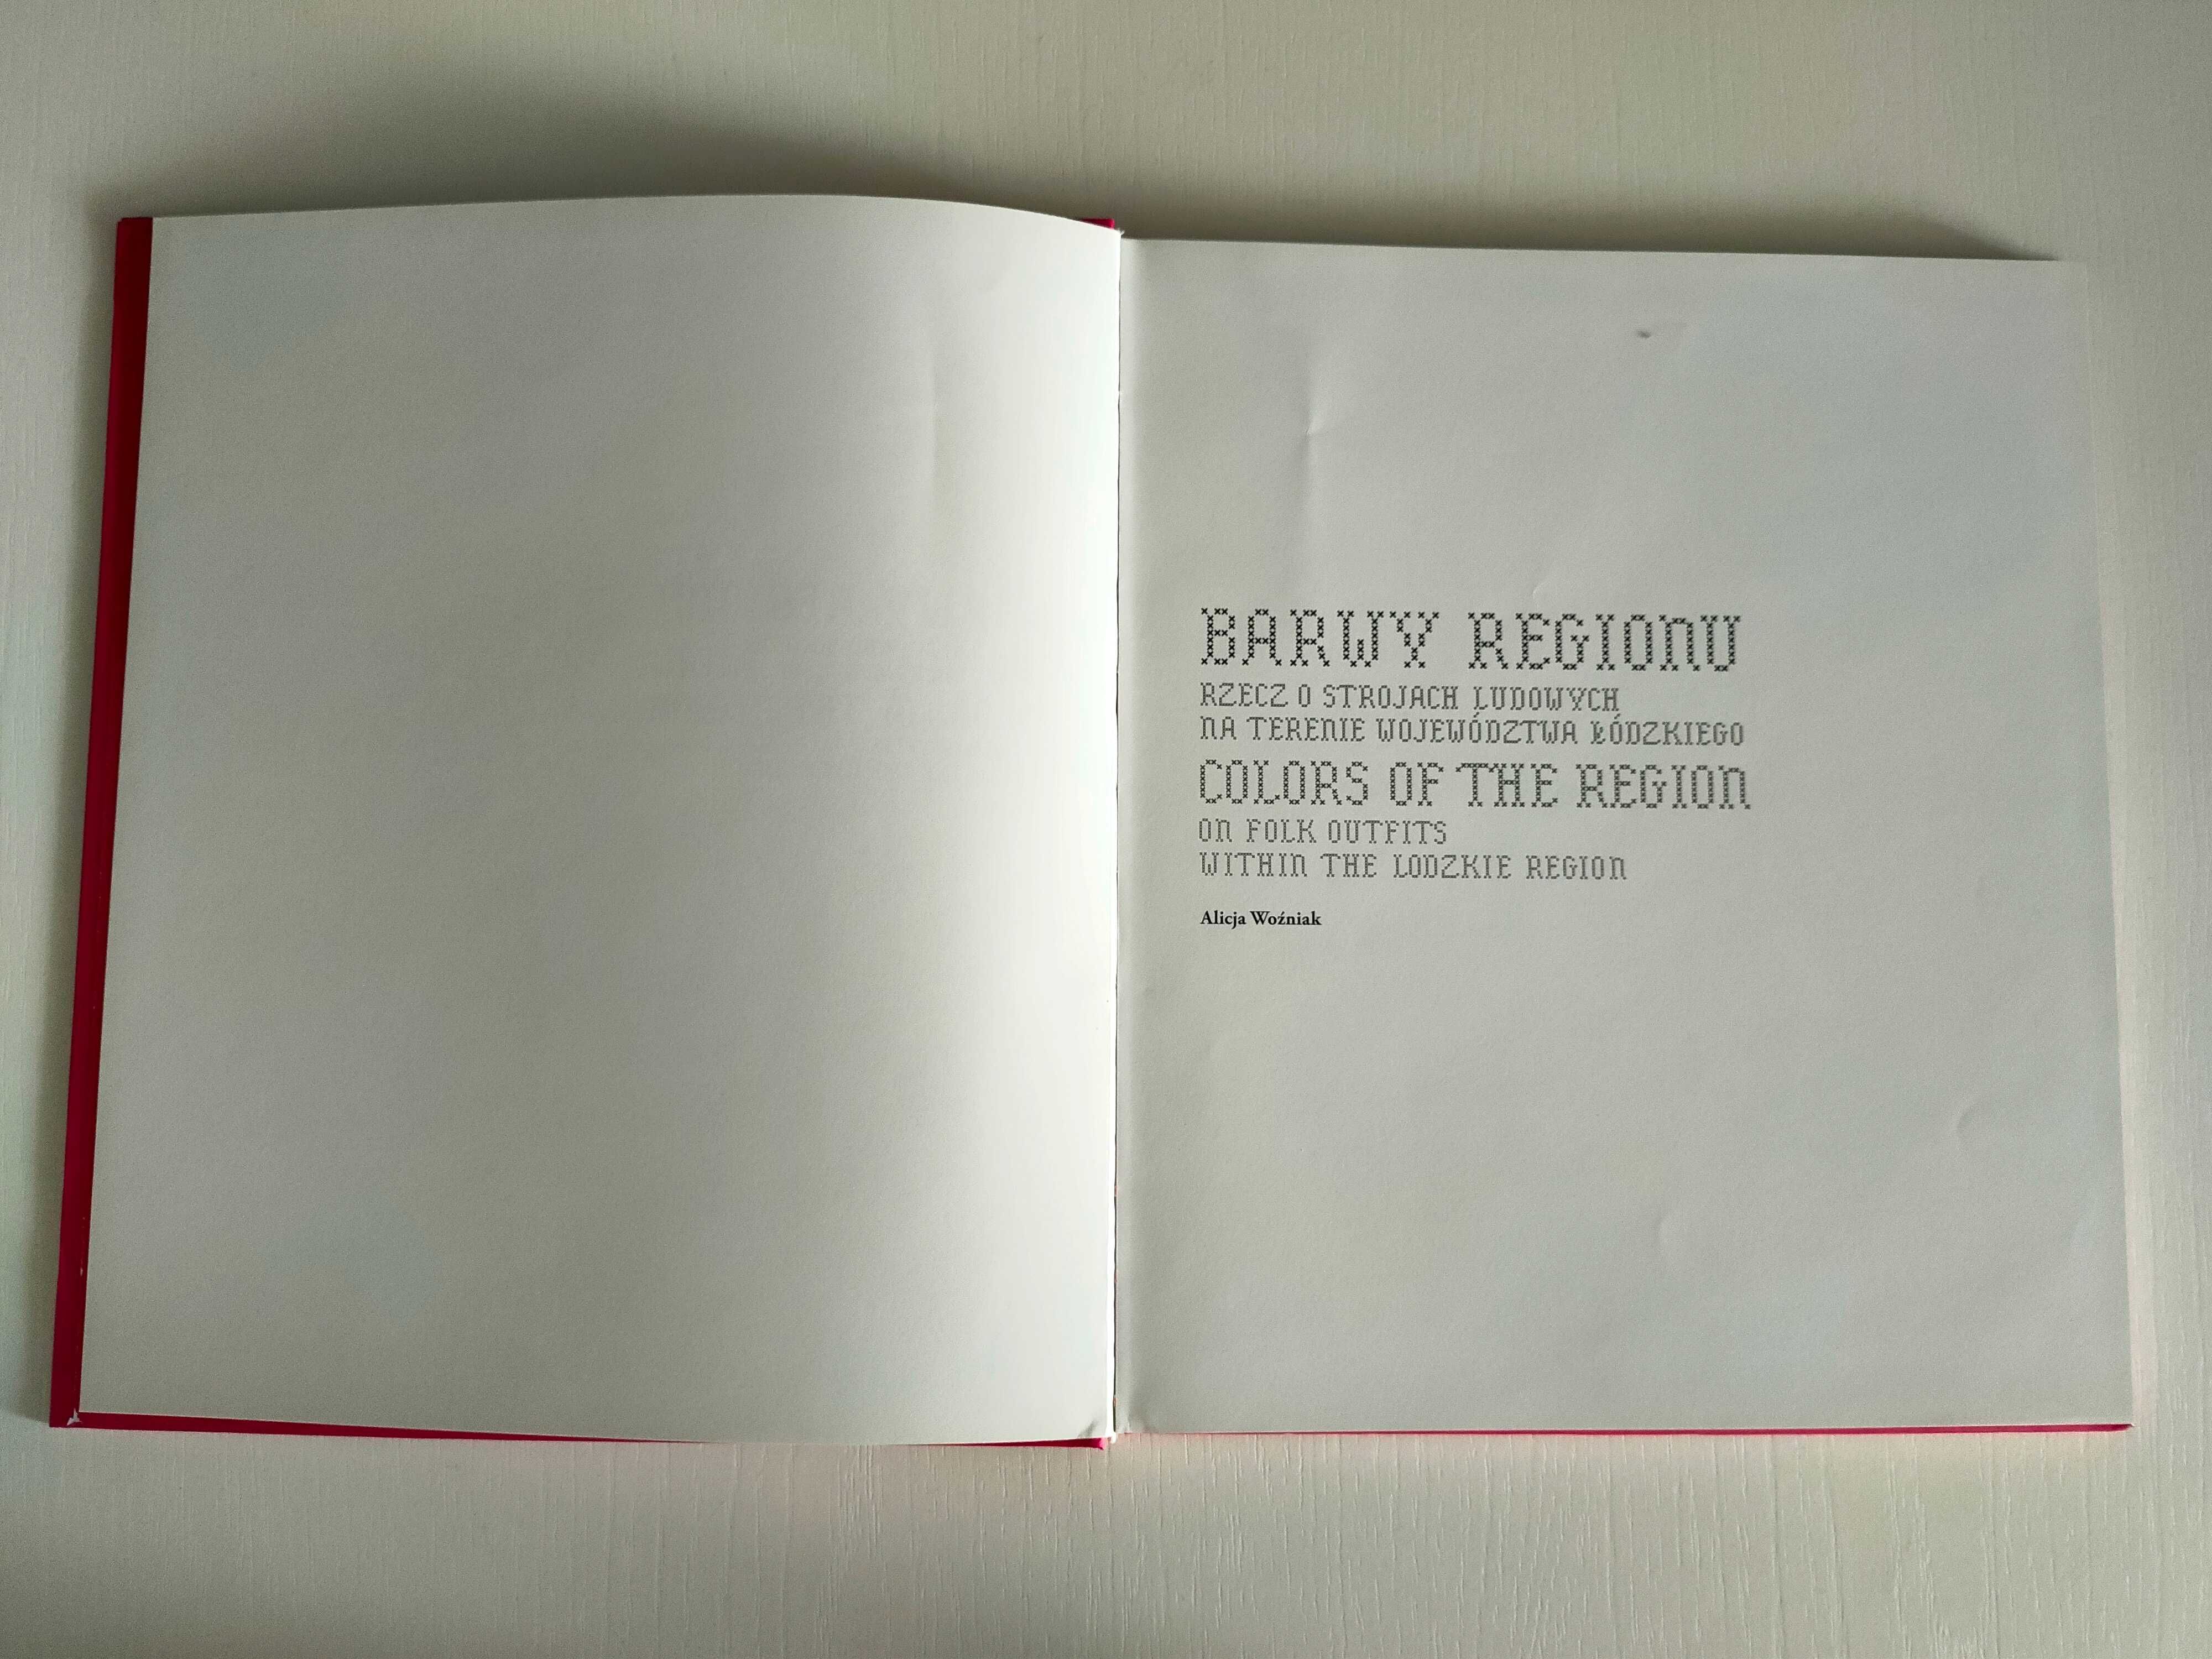 BARWY REGIONU
RZECZ O STROJACH LUDOWYCH
NA TERENIE WOJEWÓDZTWA ŁÓDZKIEGO
COLORS OF THE REGION
ON FOLK OUTFITS
WITHIN THE LODZKIE REGION
Alicja Woźniak